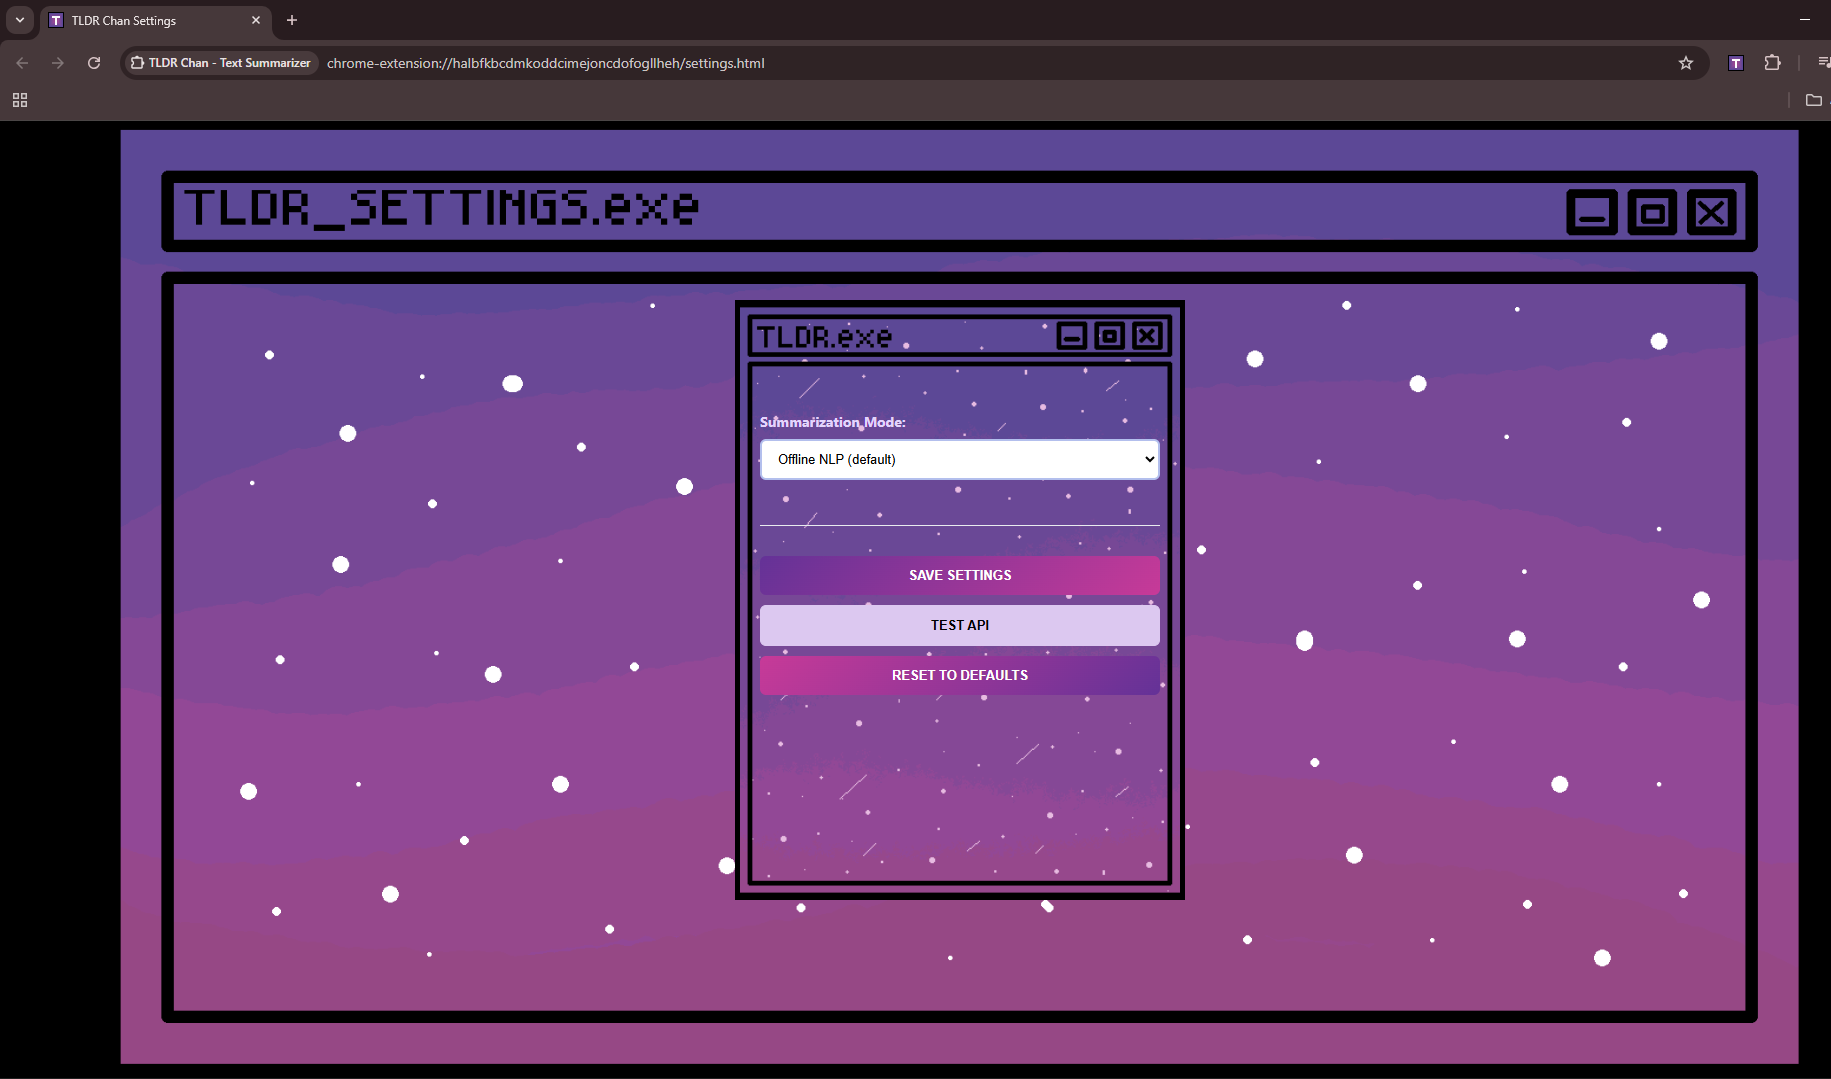 TLDR Chan Settings
TLDR Chan - Text Summarizer
chrome-extension://halbfkbcdmkoddcimejoncdofogllheh/settings.html
TLDR_SETTINGS.exe
TLDR.exe
Summarization Mode:
Offline NLP (default)
SAVE SETTINGS
TEST API
RESET TO DEFAULTS